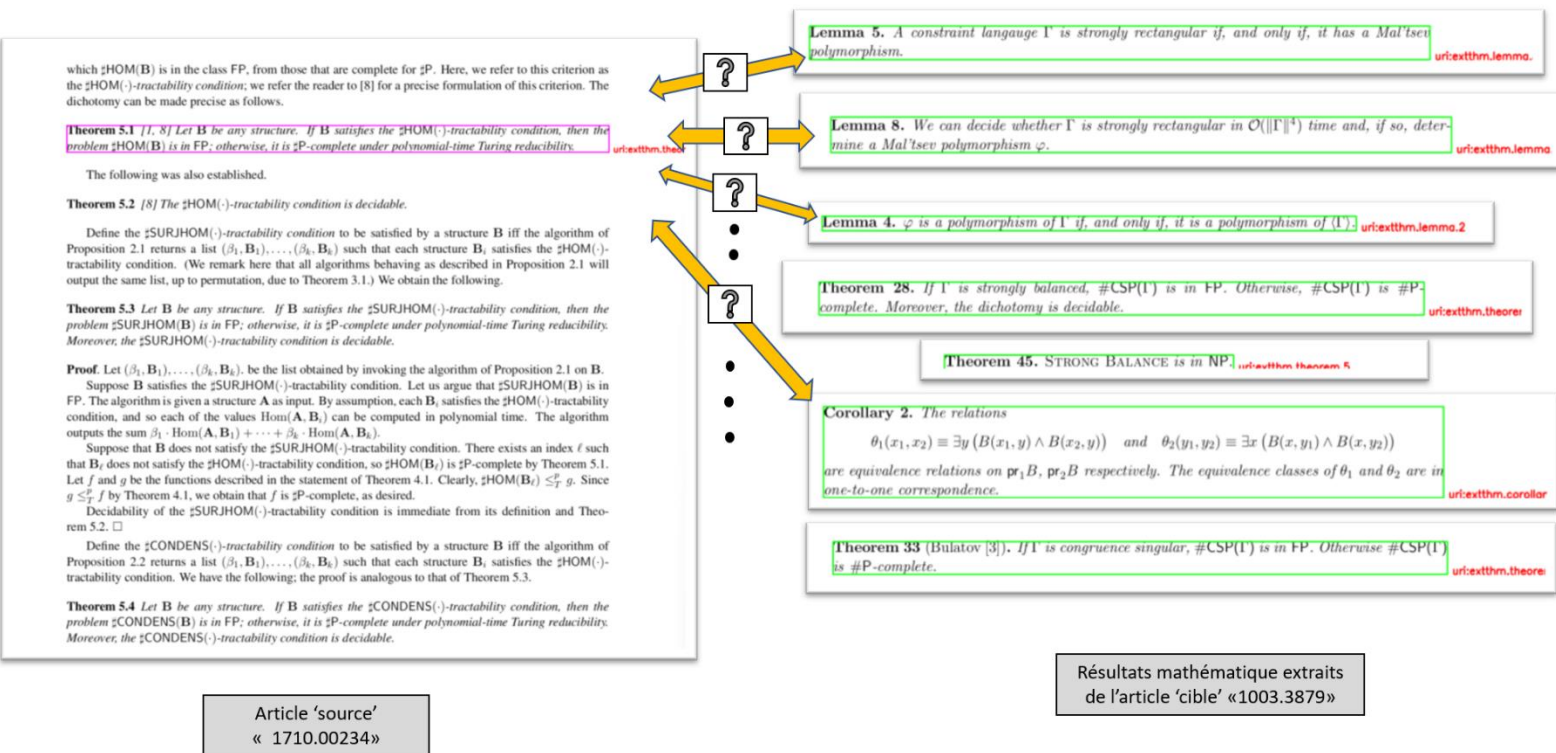 which ♯HOM(B) is in the class FP, from those that are complete for ♯P. Here, we refer to this criterion as
the ♯HOM(·)-tractability condition; we refer the reader to [8] for a precise formulation of this criterion. The
dichotomy can be made precise as follows.
Theorem 5.1 [1, 8] Let B be any structure. If B satisfies the ♯HOM(·)-tractability condition, then the
problem ♯HOM(B) is in FP; otherwise, it is ♯P-complete under polynomial-time Turing reducibility.
uri:extthm.theo
The following was also established.
Theorem 5.2 [8] The ♯HOM(·)-tractability condition is decidable.
Define the ♯SURJHOM(·)-tractability condition to be satisfied by a structure B iff the algorithm of
Proposition 2.1 returns a list (β₁, B₁), . . . , (βₖ, Bₖ) such that each structure Bᵢ satisfies the ♯HOM(·)-
tractability condition. (We remark here that all algorithms behaving as described in Proposition 2.1 will
output the same list, up to permutation, due to Theorem 3.1.) We obtain the following.
Theorem 5.3 Let B be any structure. If B satisfies the ♯SURJHOM(·)-tractability condition, then the
problem ♯SURJHOM(B) is in FP; otherwise, it is ♯P-complete under polynomial-time Turing reducibility.
Moreover, the ♯SURJHOM(·)-tractability condition is decidable.
Proof. Let (β₁, B₁), . . . , (βₖ, Bₖ). be the list obtained by invoking the algorithm of Proposition 2.1 on B.
Suppose B satisfies the ♯SURJHOM(·)-tractability condition. Let us argue that ♯SURJHOM(B) is in
FP. The algorithm is given a structure A as input. By assumption, each Bᵢ satisfies the ♯HOM(·)-tractability
condition, and so each of the values Hom(A, Bᵢ) can be computed in polynomial time. The algorithm
outputs the sum β₁ · Hom(A, B₁) + · · · + βₖ · Hom(A, Bₖ).
Suppose that B does not satisfy the ♯SURJHOM(·)-tractability condition. There exists an index ℓ such
that Bℓ does not satisfy the ♯HOM(·)-tractability condition, so ♯HOM(Bℓ) is ♯P-complete by Theorem 5.1.
Let f and g be the functions described in the statement of Theorem 4.1. Clearly, ♯HOM(Bℓ) ≤ᵖT g. Since
g ≤ᵖT f by Theorem 4.1, we obtain that f is ♯P-complete, as desired.
Decidability of the ♯SURJHOM(·)-tractability condition is immediate from its definition and Theo-
rem 5.2. □
Define the ♯CONDENS(·)-tractability condition to be satisfied by a structure B iff the algorithm of
Proposition 2.2 returns a list (β₁, B₁), . . . , (βₖ, Bₖ) such that each structure Bᵢ satisfies the ♯HOM(·)-
tractability condition. We have the following; the proof is analogous to that of Theorem 5.3.
Theorem 5.4 Let B be any structure. If B satisfies the ♯CONDENS(·)-tractability condition, then the
problem ♯CONDENS(B) is in FP; otherwise, it is ♯P-complete under polynomial-time Turing reducibility.
Moreover, the ♯CONDENS(·)-tractability condition is decidable.
Article ‘source’
« 1710.00234»
?
?
?
?
Lemma 5. A constraint langauge Γ is strongly rectangular if, and only if, it has a Mal'tsev
polymorphism.
uri:extthm.lemma.
Lemma 8. We can decide whether Γ is strongly rectangular in O(‖Γ‖⁴) time and, if so, deter-
mine a Mal'tsev polymorphism φ.
uri:extthm.lemma
Lemma 4. φ is a polymorphism of Γ if, and only if, it is a polymorphism of ⟨Γ⟩.
uri:extthm.lemma.2
Theorem 28. If Γ is strongly balanced, #CSP(Γ) is in FP. Otherwise, #CSP(Γ) is #P-
complete. Moreover, the dichotomy is decidable.
uri:extthm.theorer
Theorem 45. STRONG BALANCE is in NP.
uri:extthm.theorem.5
Corollary 2. The relations
θ₁(x₁, x₂) ≡ ∃y (B(x₁, y) ∧ B(x₂, y)) and θ₂(y₁, y₂) ≡ ∃x (B(x, y₁) ∧ B(x, y₂))
are equivalence relations on pr₁B, pr₂B respectively. The equivalence classes of θ₁ and θ₂ are in
one-to-one correspondence.
uri:extthm.corollar
Theorem 33 (Bulatov [3]). If Γ is congruence singular, #CSP(Γ) is in FP. Otherwise #CSP(Γ)
is #P-complete.
uri:extthm.theorei
Résultats mathématique extraits
de l’article ‘cible’ «1003.3879»